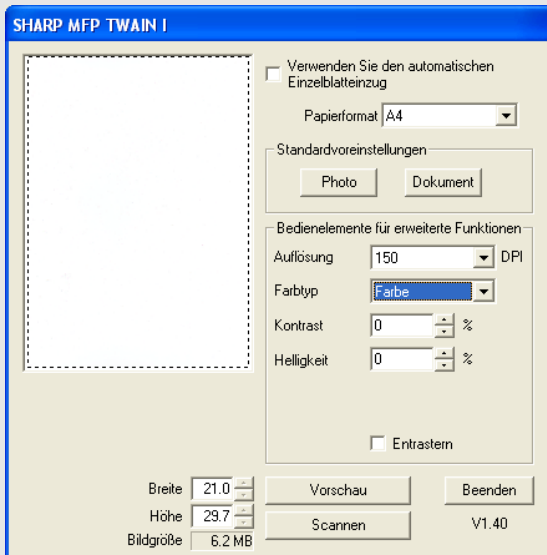 SHARP MFP TWAIN I
Verwenden Sie den automatischen
Einzelblatteinzug
Papierformat A4
Standardvoreinstellungen
Photo Dokument
Bedienelemente für erweiterte Funktionen
Auflösung 150 DPI
Farbtyp Farbe
Kontrast 0 %
Helligkeit 0 %
Entrastern
Breite 21.0 Vorschau Beenden
Höhe 29.7 Scannen V1.40
Bildgröße 6.2 MB